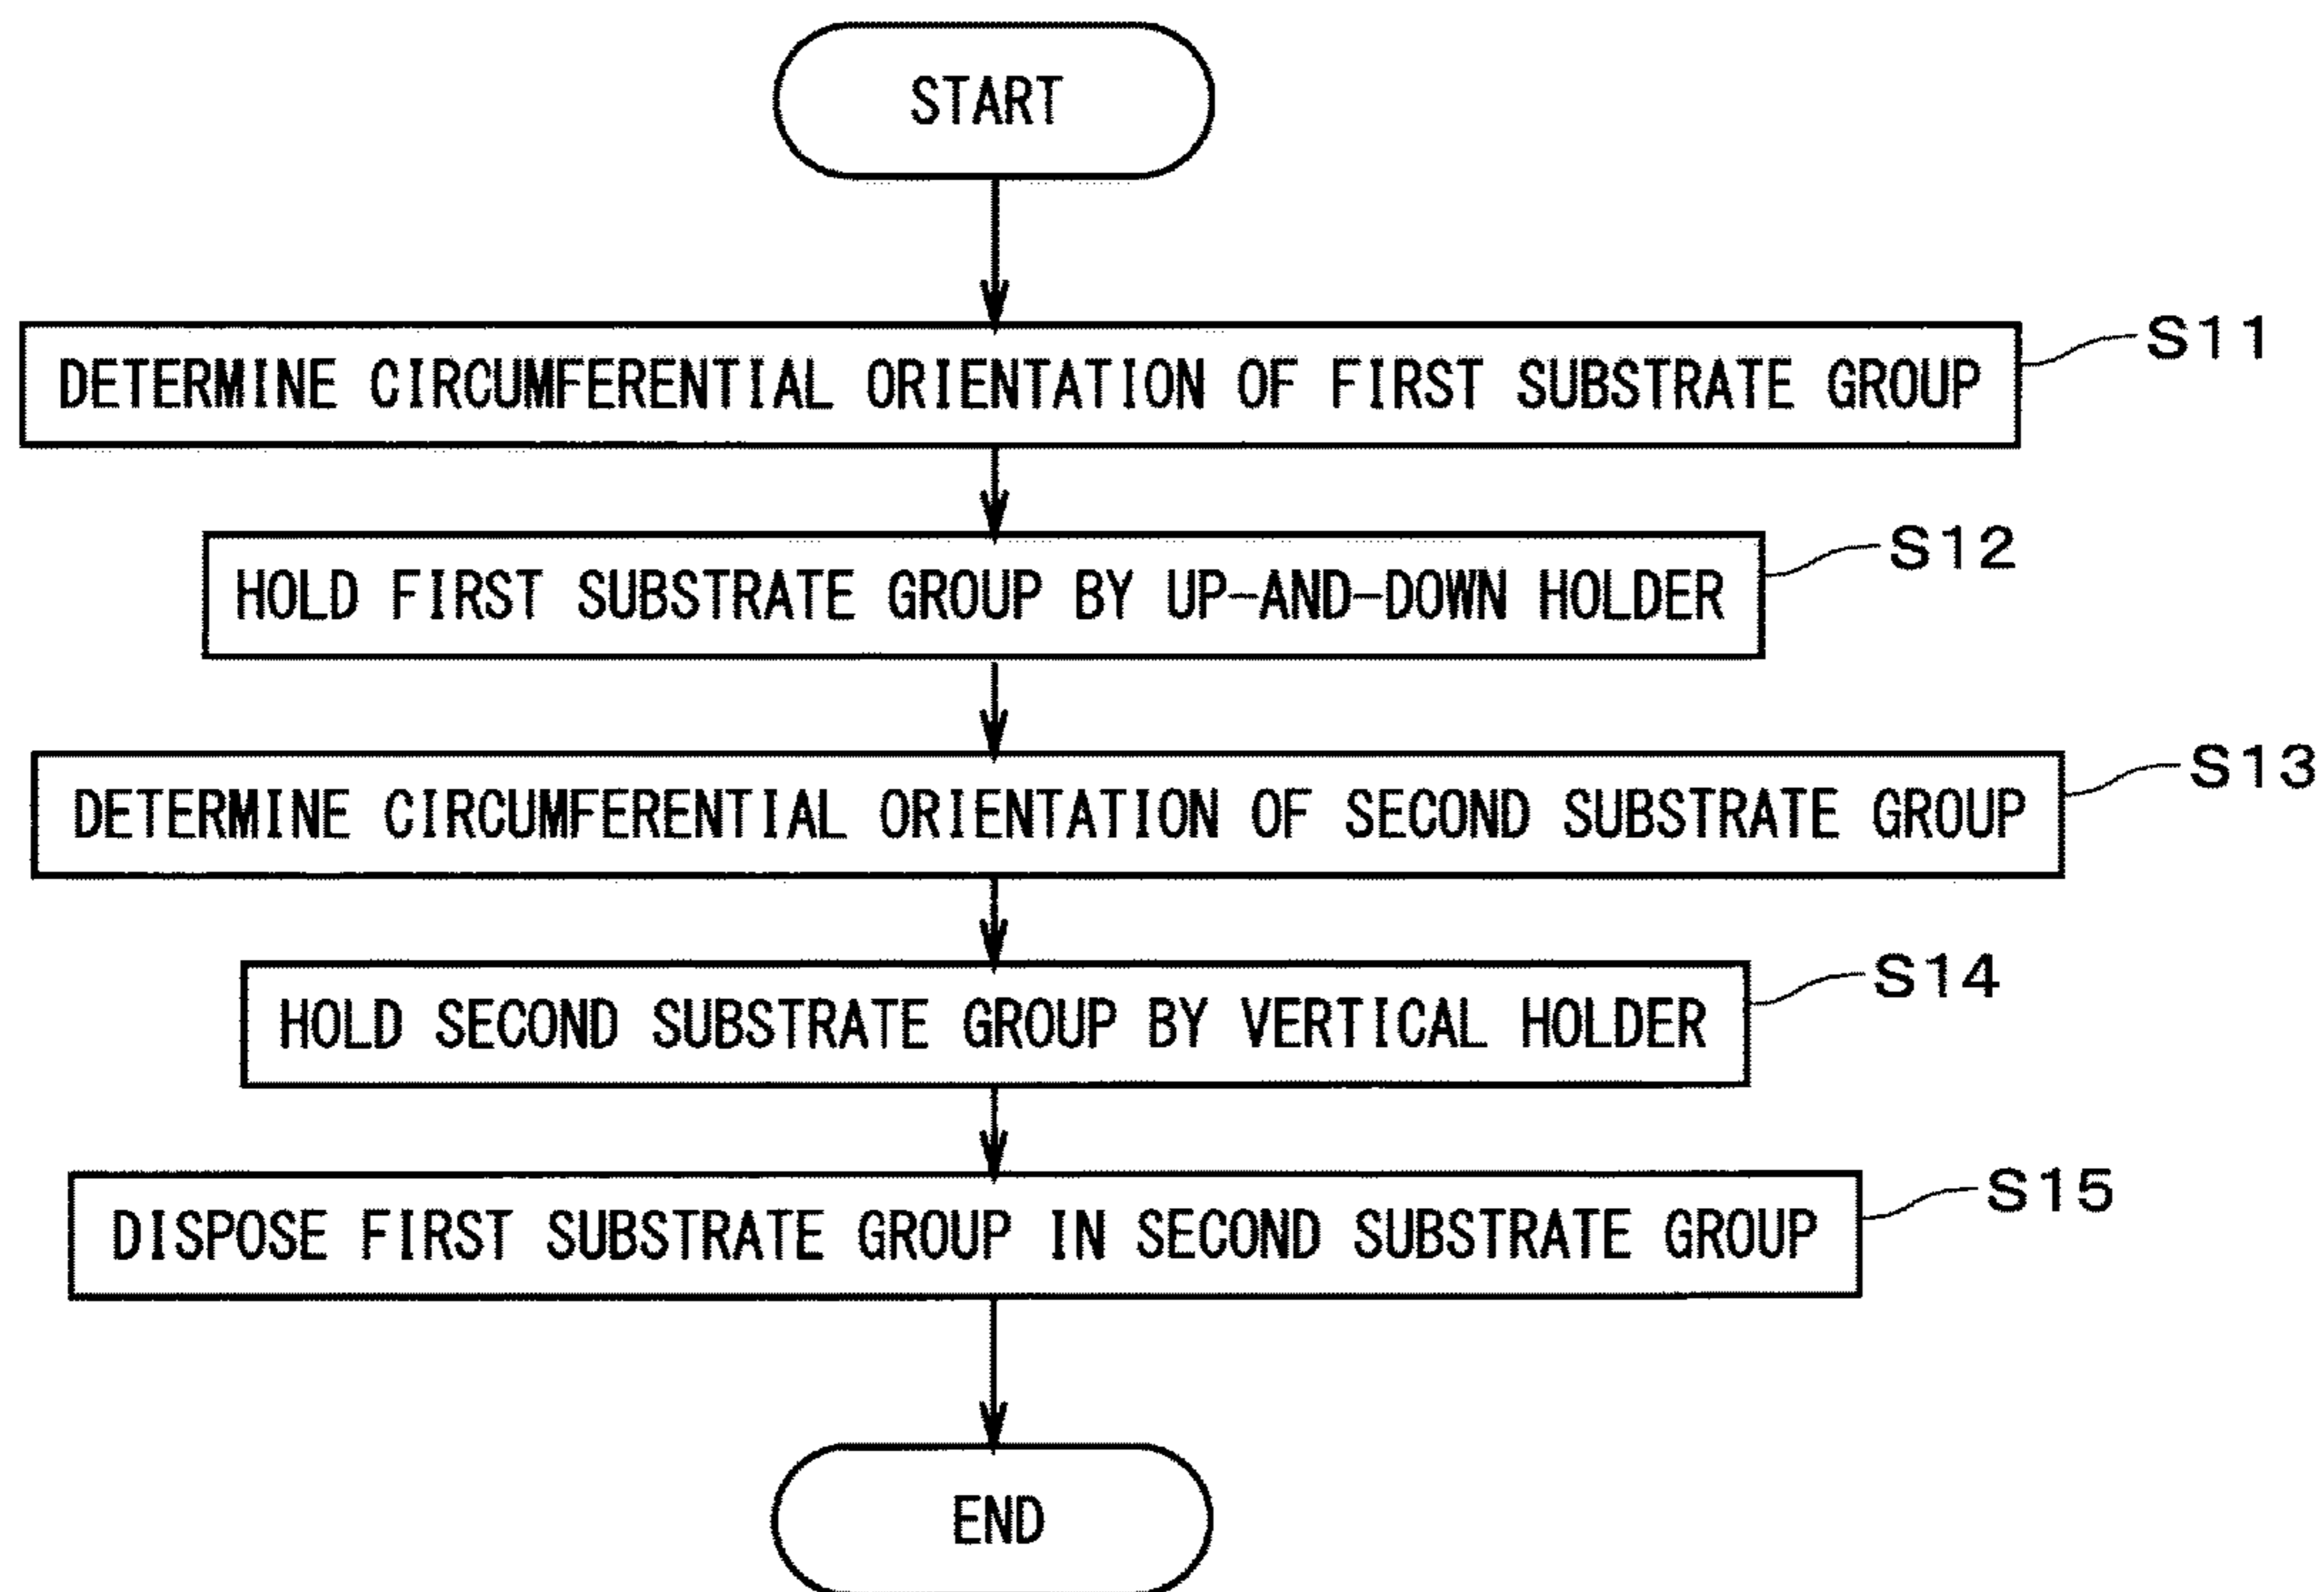 START
DETERMINE CIRCUMFERENTIAL ORIENTATION OF FIRST SUBSTRATE GROUP S11
HOLD FIRST SUBSTRATE GROUP BY UP-AND-DOWN HOLDER S12
DETERMINE CIRCUMFERENTIAL ORIENTATION OF SECOND SUBSTRATE GROUP S13
HOLD SECOND SUBSTRATE GROUP BY VERTICAL HOLDER S14
DISPOSE FIRST SUBSTRATE GROUP IN SECOND SUBSTRATE GROUP S15
END